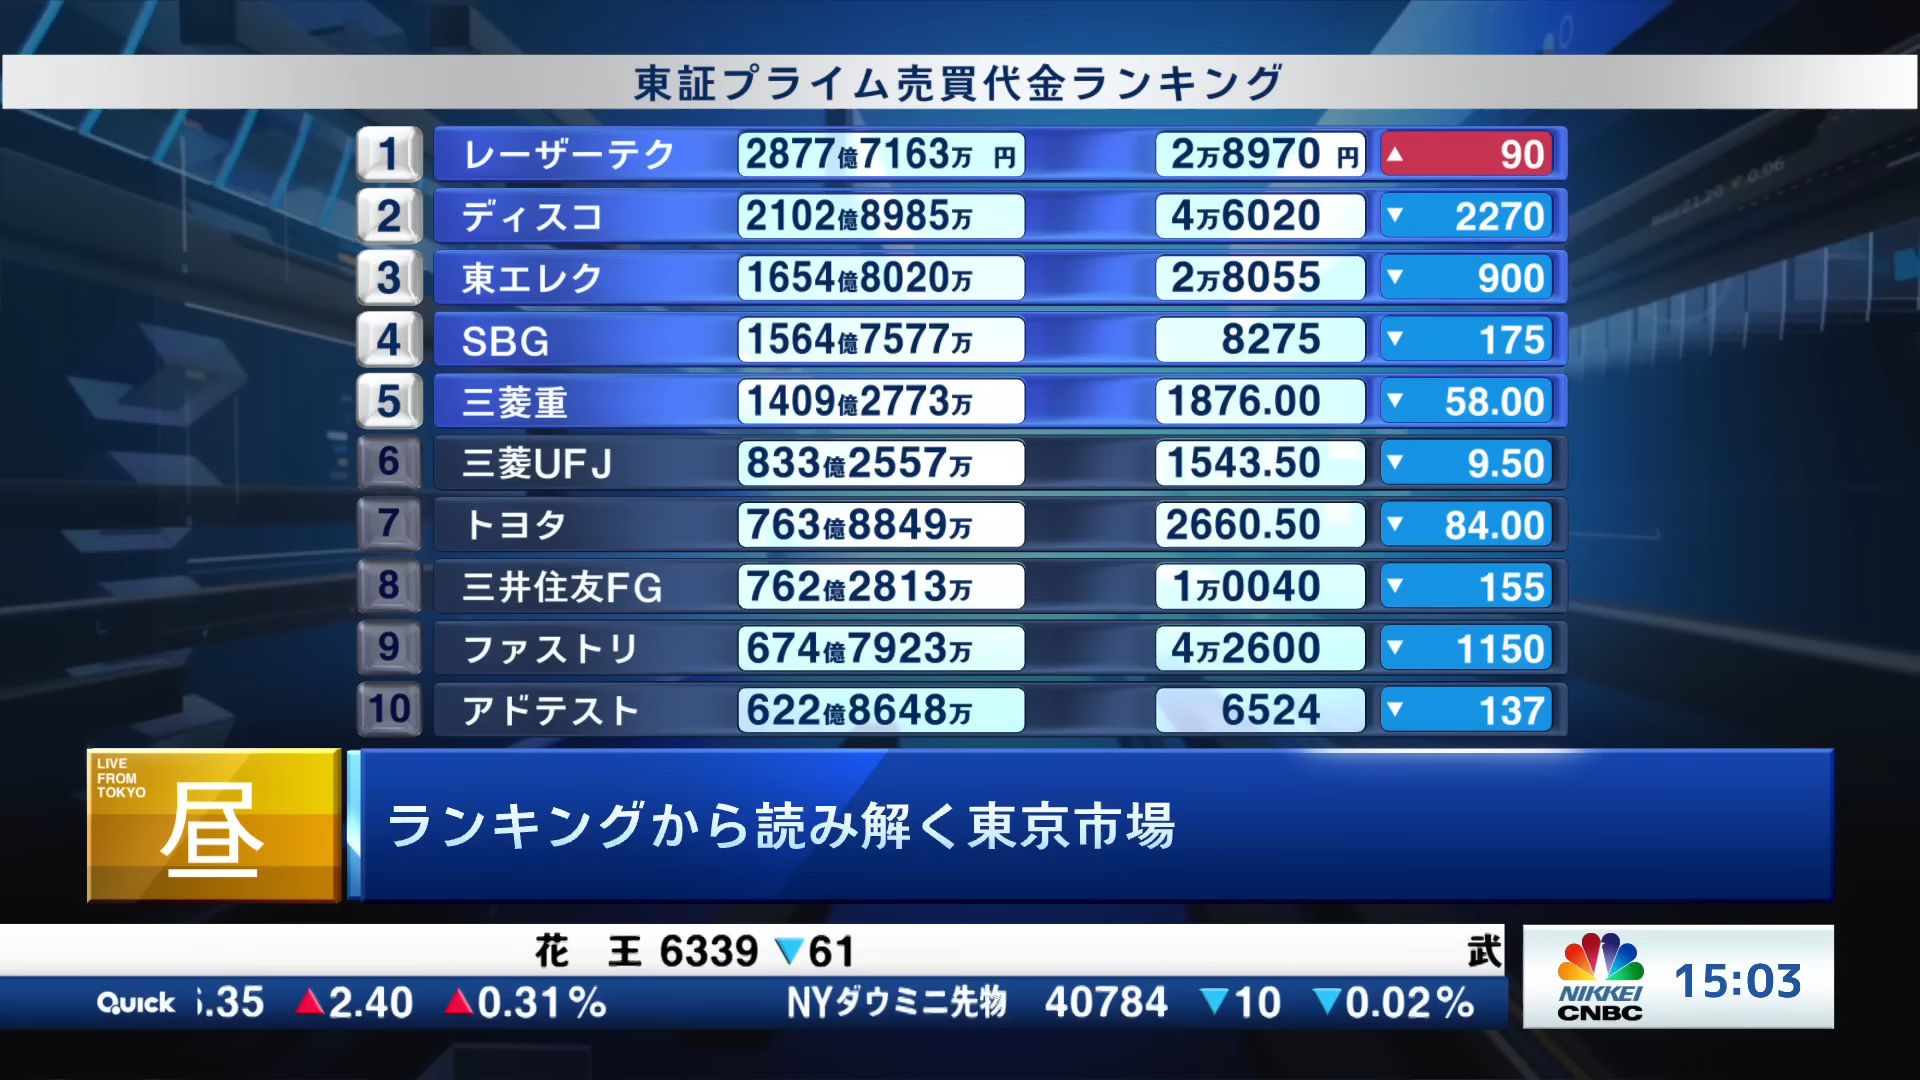 東証プライム売買代金ランキング
1 レーザーテク 2877億7163万 円 2万8970 円 ▲ 90
2 ディスコ 2102億8985万 4万6020 ▼ 2270
3 東エレク 1654億8020万 2万8055 ▼ 900
4 SBG 1564億7577万 8275 ▼ 175
5 三菱重 1409億2773万 1876.00 ▼ 58.00
6 三菱UFJ 833億2557万 1543.50 ▼ 9.50
7 トヨタ 763億8849万 2660.50 ▼ 84.00
8 三井住友FG 762億2813万 1万0040 ▼ 155
9 ファストリ 674億7923万 4万2600 ▼ 1150
10 アドテスト 622億8648万 6524 ▼ 137
LIVE
FROM
TOKYO
昼
ランキングから読み解く東京市場
花 王 6339 ▼61 武
QUICK .35 ▲2.40 ▲0.31% NYダウミニ先物 40784 ▼10 ▼0.02%
NIKKEI
CNBC
15:03